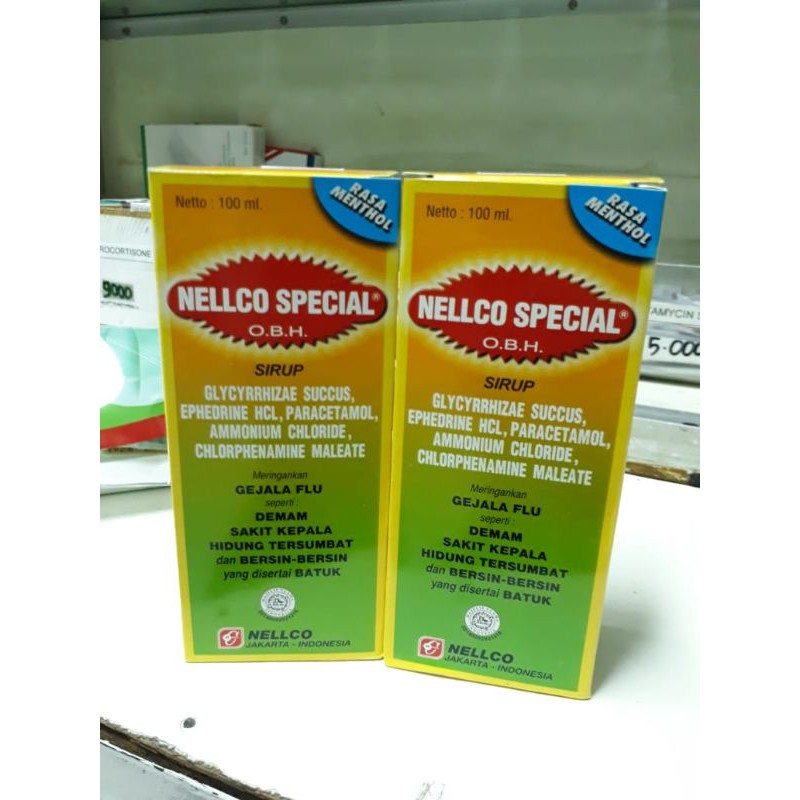 Netto : 100 ml.
RASA
MENTHOL
NELLCO SPECIAL®
O.B.H.
SIRUP
GLYCYRRHIZAE SUCCUS,
EPHEDRINE HCL, PARACETAMOL,
AMMONIUM CHLORIDE,
CHLORPHENAMINE MALEATE
Meringankan
GEJALA FLU
seperti :
DEMAM
SAKIT KEPALA
HIDUNG TERSUMBAT
dan BERSIN-BERSIN
yang disertai BATUK
NELLCO
JAKARTA - INDONESIA
Netto : 100 ml.
RASA
MENTHOL
NELLCO SPECIAL®
O.B.H.
SIRUP
GLYCYRRHIZAE SUCCUS,
EPHEDRINE HCL, PARACETAMOL,
AMMONIUM CHLORIDE,
CHLORPHENAMINE MALEATE
Meringankan
GEJALA FLU
seperti :
DEMAM
SAKIT KEPALA
HIDUNG TERSUMBAT
dan BERSIN-BERSIN
yang disertai BATUK
NELLCO
JAKARTA - INDONESIA
ROCORTISONE
9000
TAMYCIN S
5.000